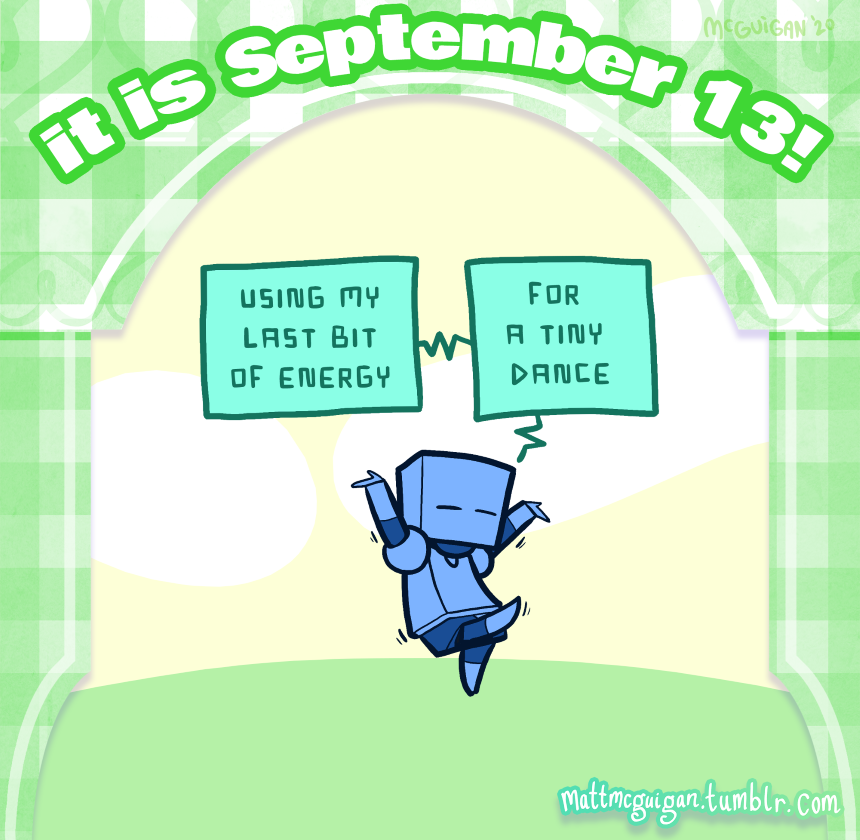 McGUIGAN '20
it is September 13!
USING MY
LAST BIT
OF ENERGY
FOR
A TINY
DANCE
mattmcguigan.tumblr.com